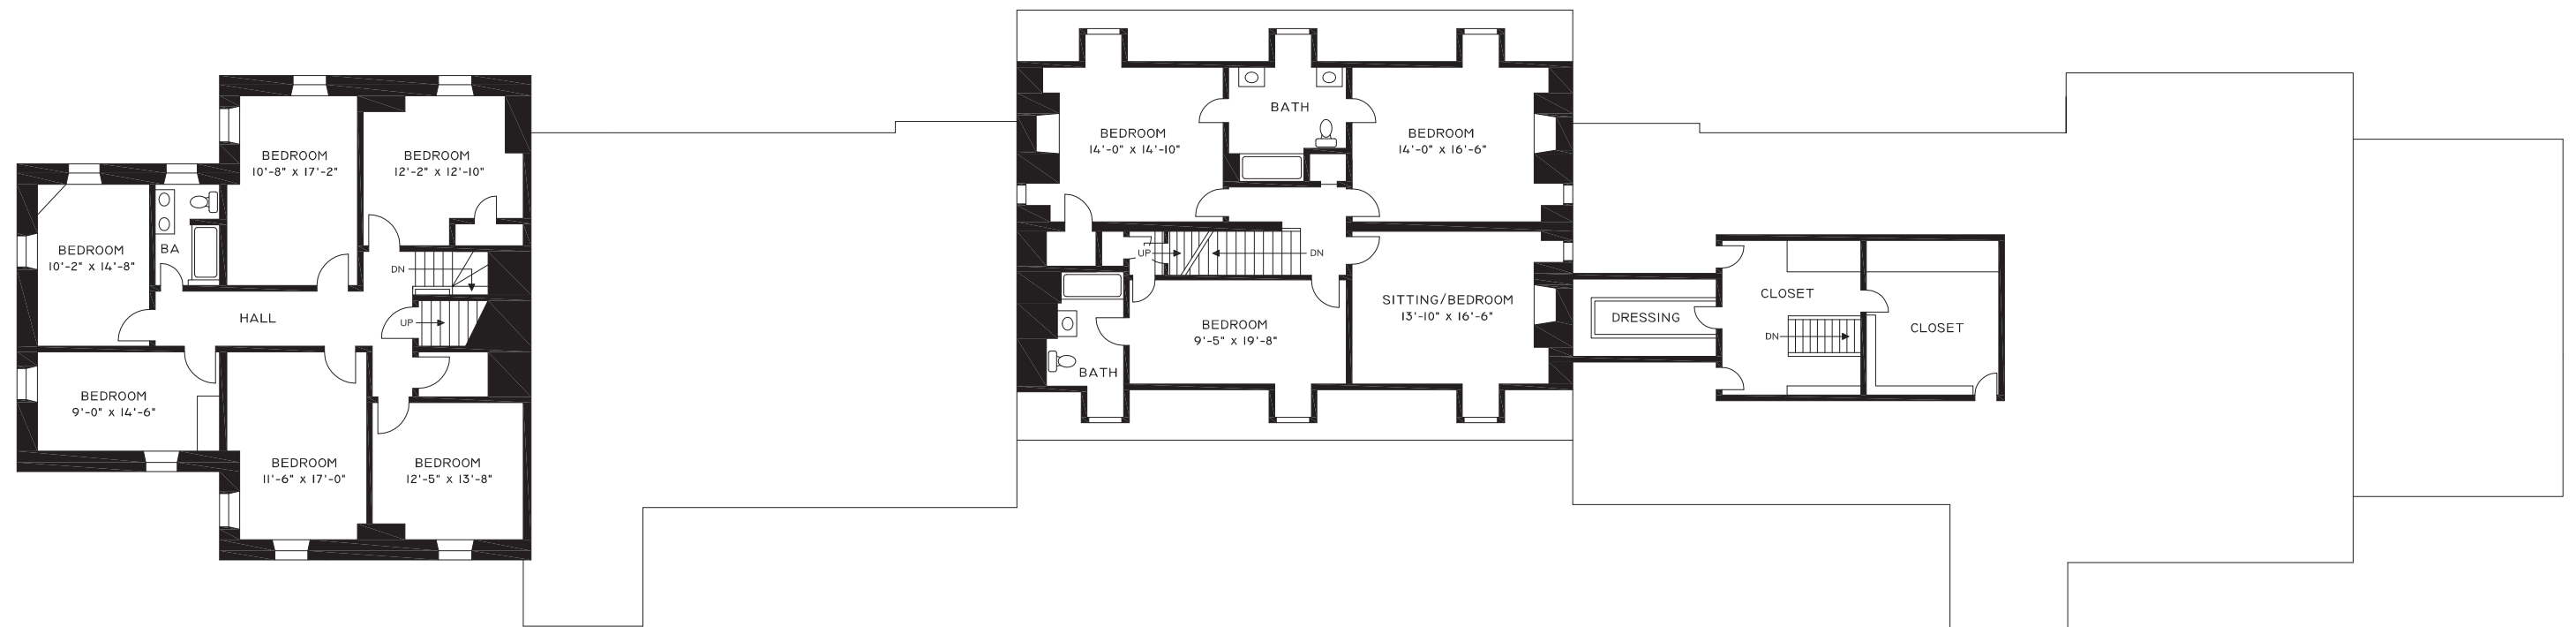 BEDROOM
10'-8" x 17'-2"
BEDROOM
12'-2" x 12'-10"
BEDROOM
10'-2" x 14'-8"
BA
DN
HALL
UP
BEDROOM
9'-0" x 14'-6"
BEDROOM
11'-6" x 17'-0"
BEDROOM
12'-5" x 13'-8"
BEDROOM
14'-0" x 14'-10"
BATH
BEDROOM
14'-0" x 16'-6"
UP
DN
BEDROOM
9'-5" x 19'-8"
SITTING/BEDROOM
13'-10" x 16'-6"
BATH
DRESSING
CLOSET
DN
CLOSET